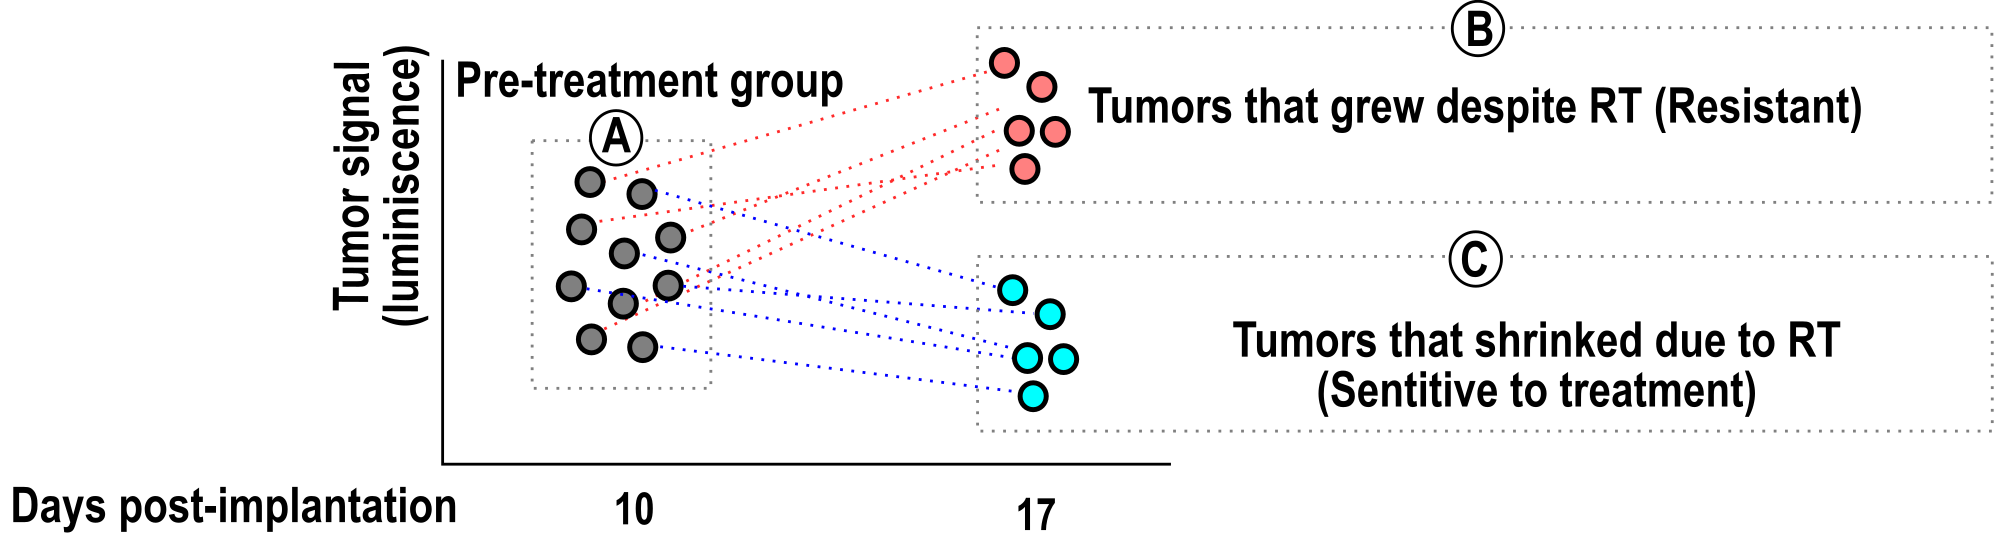 Tumor signal
(luminiscence)
Pre-treatment group
A
B
Tumors that grew despite RT (Resistant)
C
Tumors that shrinked due to RT
(Sentitive to treatment)
Days post-implantation 10 17